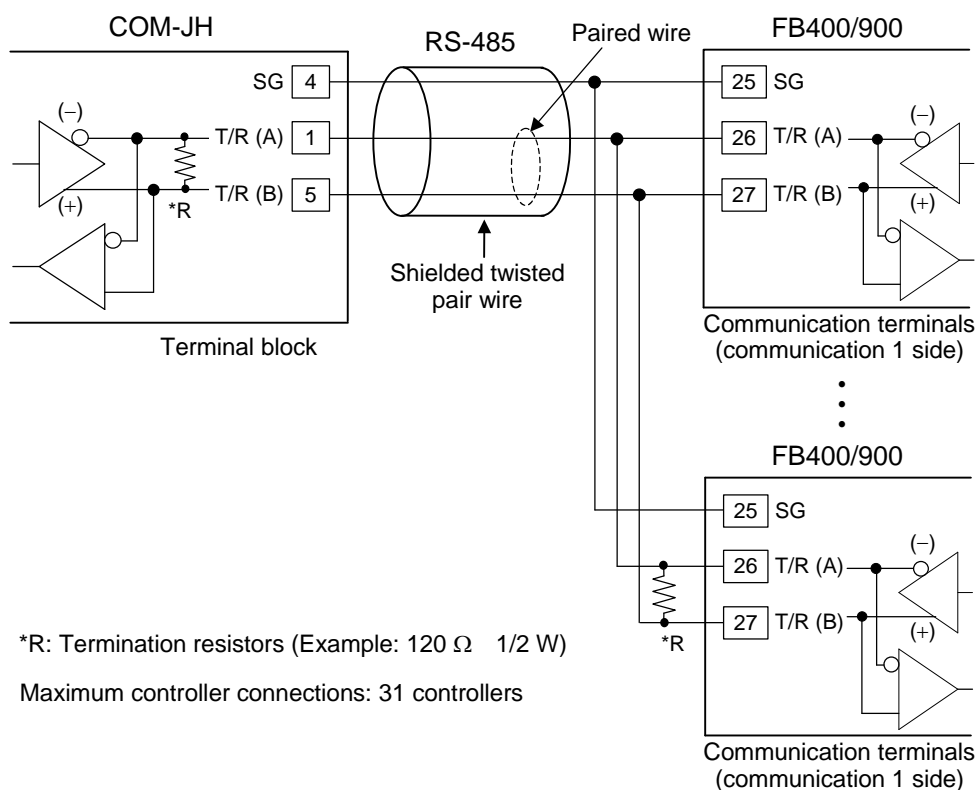 COM-JH
RS-485
Paired wire
FB400/900
SG 4
25 SG
(−)
T/R (A) 1
26 T/R (A)
(−)
(+)
*R
T/R (B) 5
27 T/R (B)
(+)
Shielded twisted
pair wire
Terminal block
Communication terminals
(communication 1 side)
FB400/900
25 SG
26 T/R (A)
(−)
27 T/R (B)
(+)
*R
*R: Termination resistors (Example: 120 Ω 1/2 W)
Maximum controller connections: 31 controllers
Communication terminals
(communication 1 side)